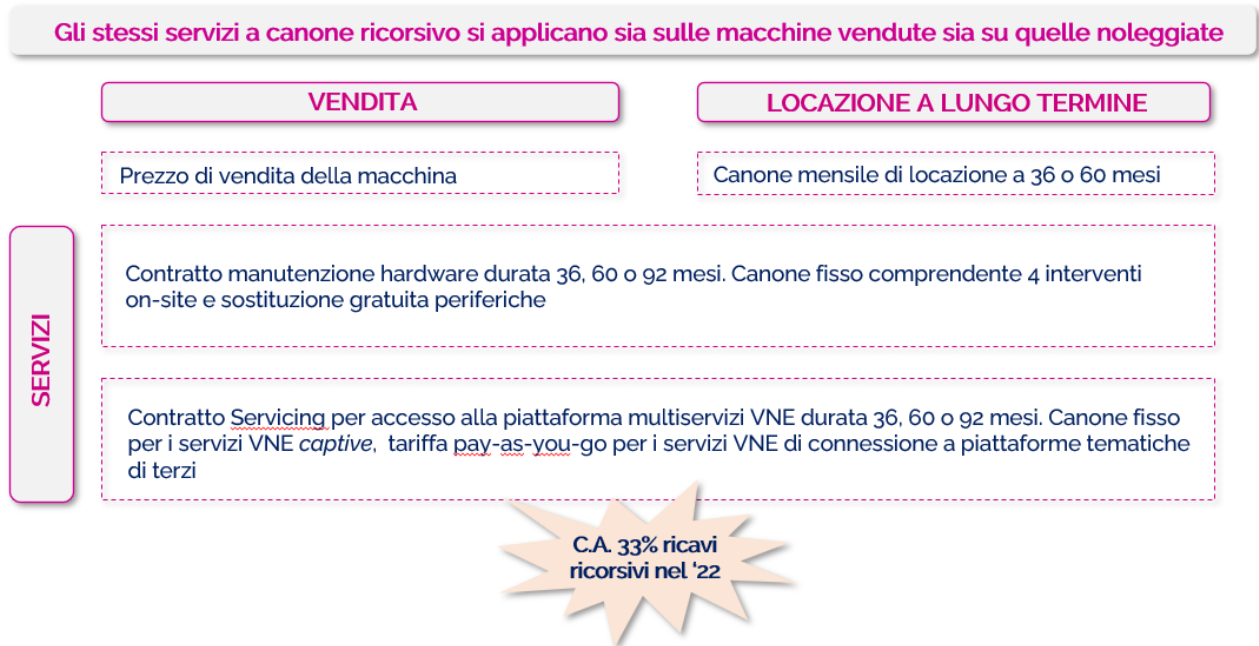 Gli stessi servizi a canone ricorsivo si applicano sia sulle macchine vendute sia su quelle noleggiate
VENDITA
LOCAZIONE A LUNGO TERMINE
Prezzo di vendita della macchina
Canone mensile di locazione a 36 o 60 mesi
SERVIZI
Contratto manutenzione hardware durata 36, 60 o 92 mesi. Canone fisso comprendente 4 interventi
on-site e sostituzione gratuita periferiche
Contratto Servicing per accesso alla piattaforma multiservizi VNE durata 36, 60 o 92 mesi. Canone fisso
per i servizi VNE captive, tariffa pay-as-you-go per i servizi VNE di connessione a piattaforme tematiche
di terzi
C.A. 33% ricavi
ricorsivi nel ‘22